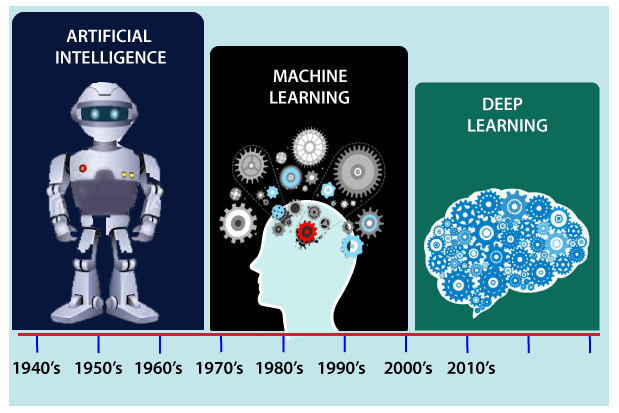 ARTIFICIAL
INTELLIGENCE
MACHINE
LEARNING
DEEP
LEARNING
1940's 1950's 1960's 1970's 1980's 1990's 2000's 2010's